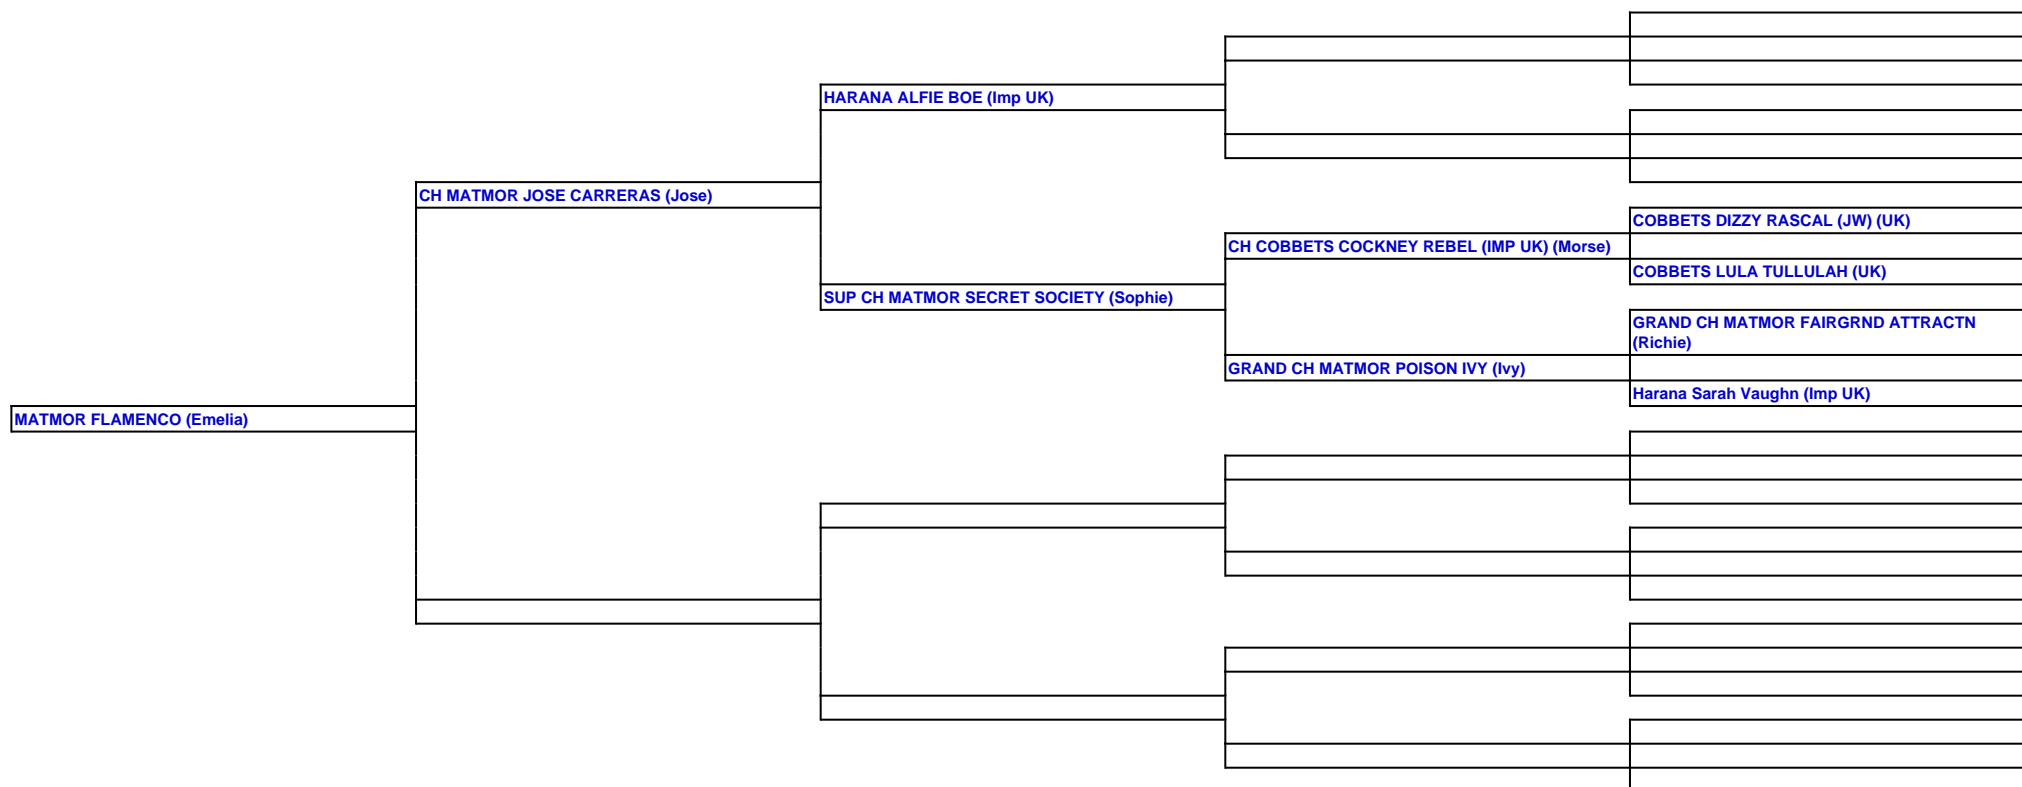 HARANA ALFIE BOE (Imp UK)
CH MATMOR JOSE CARRERAS (Jose)
COBBETS DIZZY RASCAL (JW) (UK)
CH COBBETS COCKNEY REBEL (IMP UK) (Morse)
COBBETS LULA TULLULAH (UK)
SUP CH MATMOR SECRET SOCIETY (Sophie)
GRAND CH MATMOR FAIRGRND ATTRACTN
(Richie)
GRAND CH MATMOR POISON IVY (Ivy)
Harana Sarah Vaughn (Imp UK)
MATMOR FLAMENCO (Emelia)